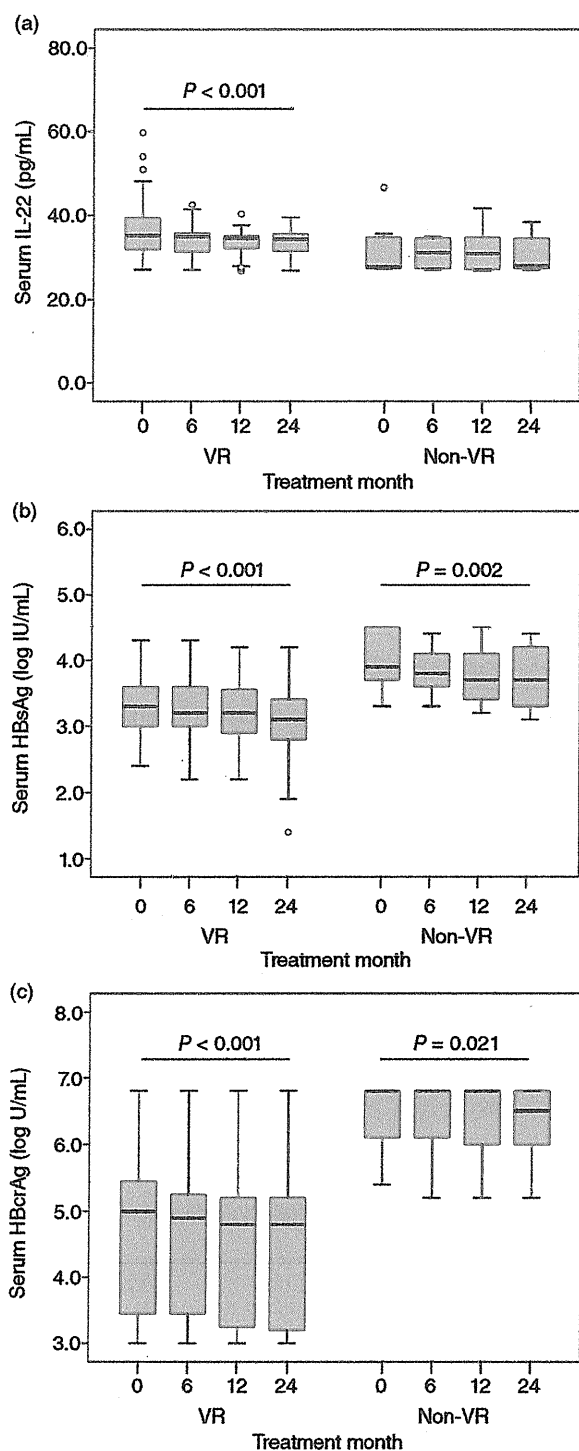 (a)
80.0
60.0
40.0
20.0
0.0
Serum IL-22 (pg/mL)
P < 0.001
0 6 12 24 0 6 12 24
VR Non-VR
Treatment month
(b)
6.0
5.0
4.0
3.0
2.0
1.0
Serum HBsAg (log IU/mL)
P < 0.001 P = 0.002
0 6 12 24 0 6 12 24
VR Non-VR
Treatment month
(c)
8.0
7.0
6.0
5.0
4.0
3.0
Serum HBcrAg (log U/mL)
P < 0.001 P = 0.021
0 6 12 24 0 6 12 24
VR Non-VR
Treatment month